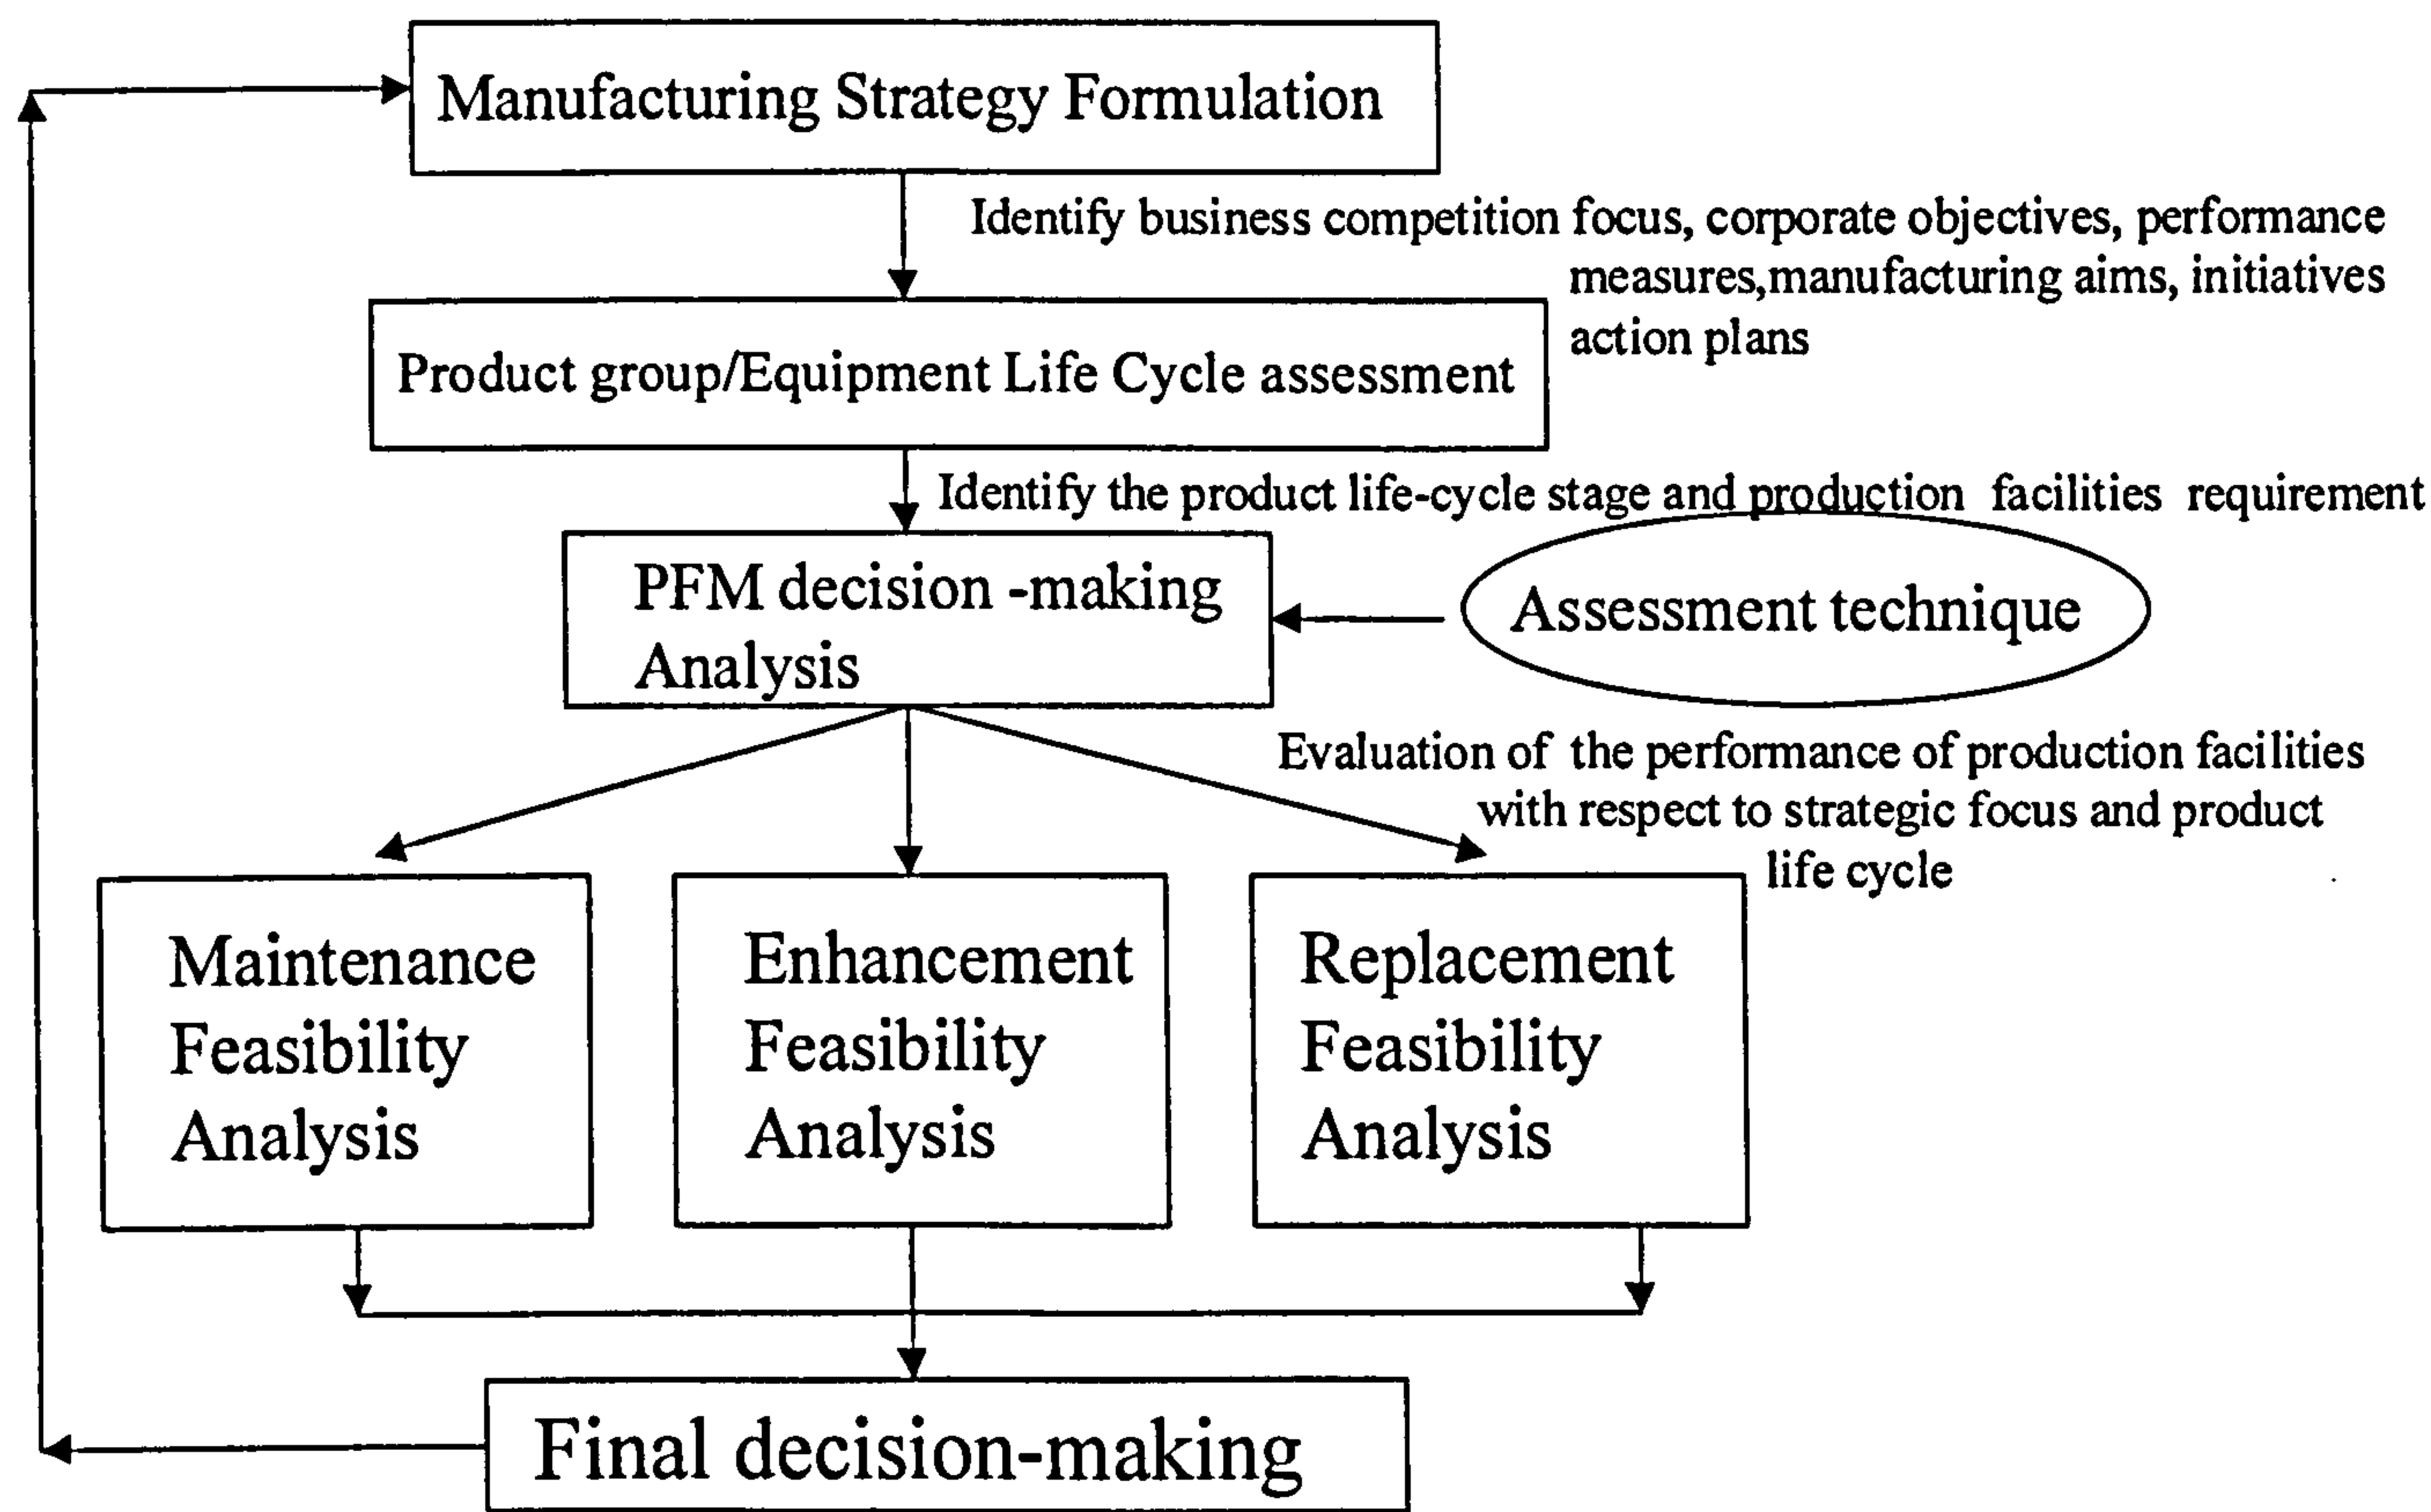 Manufacturing Strategy Formulation
Identify business competition focus, corporate objectives, performance
measures,manufacturing aims, initiatives
action plans
Product group/Equipment Life Cycle assessment
Identify the product life-cycle stage and production facilities requirement
PFM decision -making
Analysis
Assessment technique
Evaluation of the performance of production facilities
with respect to strategic focus and product
life cycle
Maintenance
Feasibility
Analysis
Enhancement
Feasibility
Analysis
Replacement
Feasibility
Analysis
Final decision-making